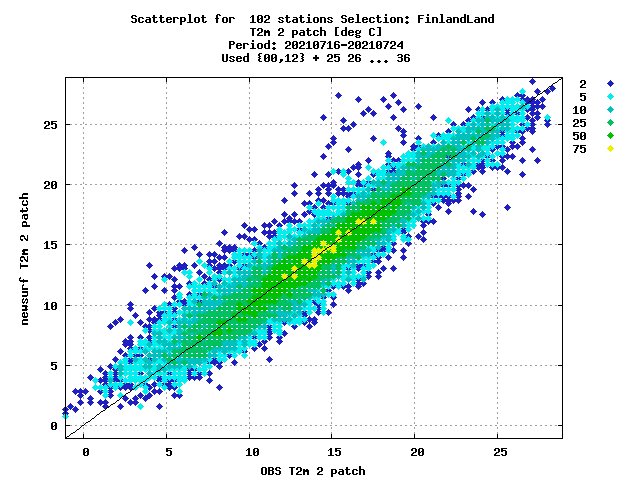 Scatterplot for 102 stations Selection: FinlandLand
T2m 2 patch [deg C]
Period: 20210716-20210724
Used {00,12} + 25 26 ... 36
2
5
10
25
50
75
25
20
15
10
5
0
newsurf T2m 2 patch
0 5 10 15 20 25
OBS T2m 2 patch